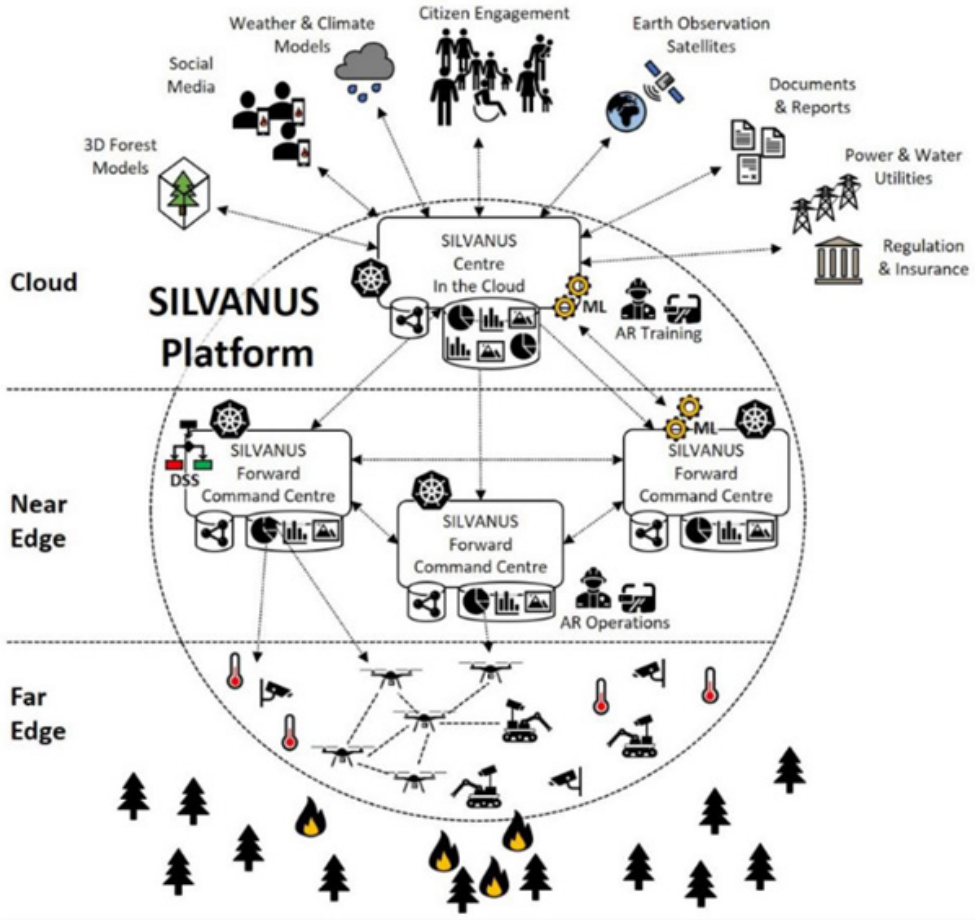 Citizen Engagement
Weather & Climate
Models
Earth Observation
Satellites
Social
Media
Documents
& Reports
3D Forest
Models
Power & Water
Utilities
Regulation
& Insurance
Cloud
SILVANUS
Platform
SILVANUS
Centre
In the Cloud
ML
AR Training
Near
Edge
DSS
SILVANUS
Forward
Command Centre
ML
SILVANUS
Forward
Command Centre
SILVANUS
Forward
Command Centre
AR Operations
Far
Edge